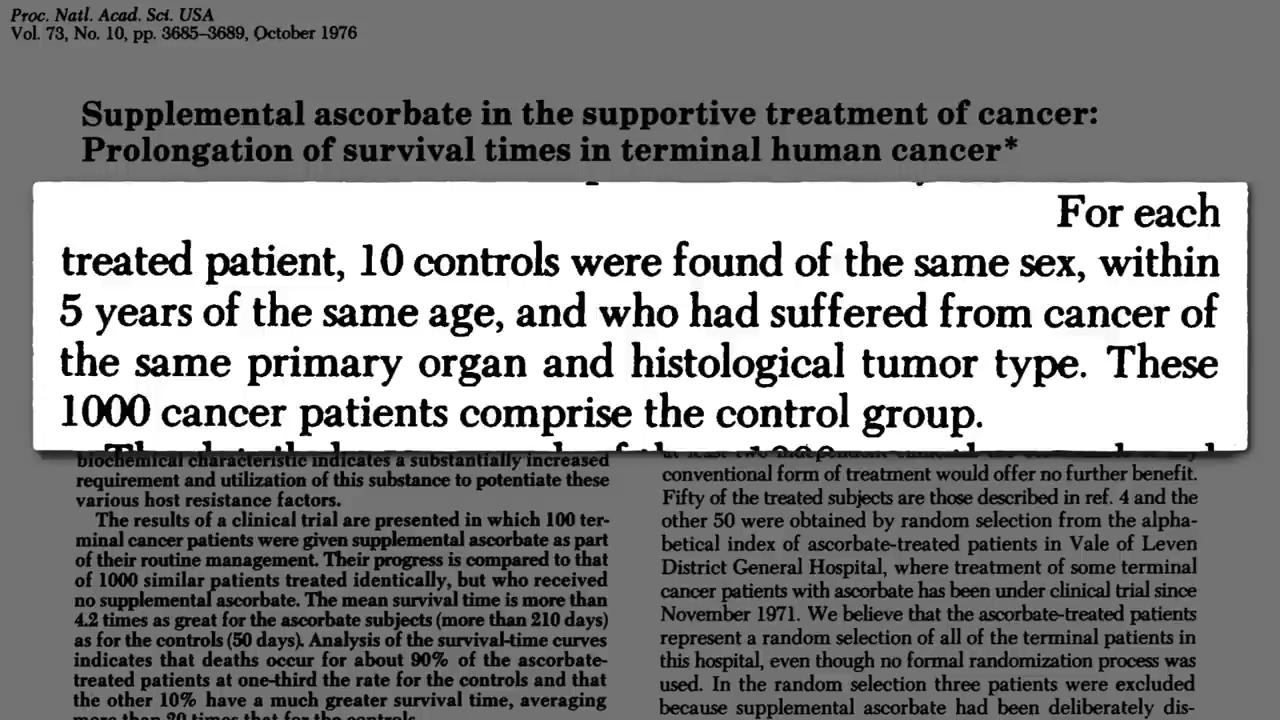 Proc. Natl. Acad. Sci. USA
Vol. 73, No. 10, pp. 3685–3689, October 1976
Supplemental ascorbate in the supportive treatment of cancer:
Prolongation of survival times in terminal human cancer*
For each
treated patient, 10 controls were found of the same sex, within
5 years of the same age, and who had suffered from cancer of
the same primary organ and histological tumor type. These
1000 cancer patients comprise the control group.
biochemical characteristic indicates a substantially increased
requirement and utilization of this substance to potentiate these
various host resistance factors.
The results of a clinical trial are presented in which 100 ter-
minal cancer patients were given supplemental ascorbate as part
of their routine management. Their progress is compared to that
of 1000 similar patients treated identically, but who received
no supplemental ascorbate. The mean survival time is more than
4.2 times as great for the ascorbate subjects (more than 210 days)
as for the controls (50 days). Analysis of the survival-time curves
indicates that deaths occur for about 90% of the ascorbate-
treated patients at one-third the rate for the controls and that
the other 10% have a much greater survival time, averaging
more than 20 times that for the controls.
conventional form of treatment would offer no further benefit.
Fifty of the treated subjects are those described in ref. 4 and the
other 50 were obtained by random selection from the alpha-
betical index of ascorbate-treated patients in Vale of Leven
District General Hospital, where treatment of some terminal
cancer patients with ascorbate has been under clinical trial since
November 1971. We believe that the ascorbate-treated patients
represent a random selection of all of the terminal patients in
this hospital, even though no formal randomization process was
used. In the random selection three patients were excluded
because supplemental ascorbate had been deliberately dis-